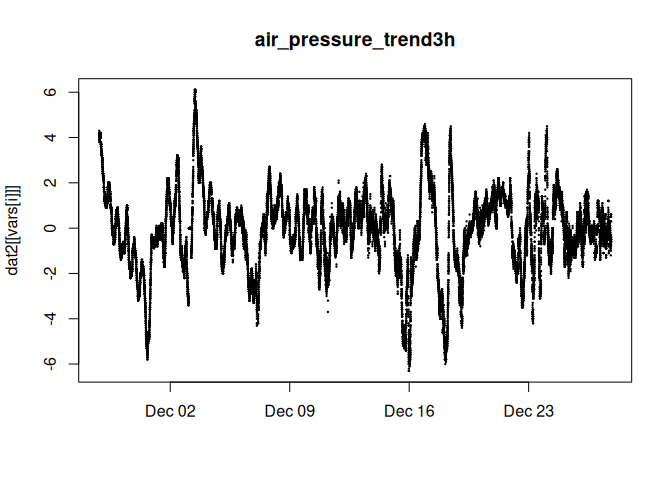 air_pressure_trend3h
dat2[[vars[i]]]
6
4
2
0
-2
-4
-6
Dec 02
Dec 09
Dec 16
Dec 23